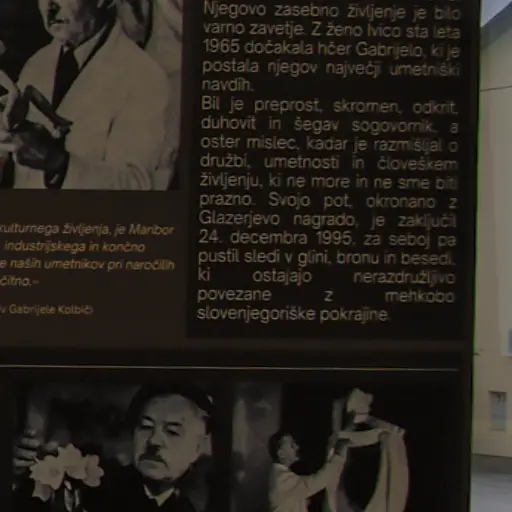 Njegovo zasebno življenje je bilo
varno zavetje. Z ženo Ivico sta leta
1965 dočakala hčer Gabrijelo, ki je
postala njegov največji umetniški
navdih.
Bil je preprost, skromen, odkrit,
duhovit in šegav sogovornik, a
oster mislec, kadar je razmišljal o
družbi, umetnosti in človeškem
življenju, ki ne more in ne sme biti
prazno. Svojo pot, okronano z
Glazerjevo nagrado, je zaključil
24. decembra 1995, za seboj pa
pustil sledi v glini, bronu in besedi,
ki ostajajo nerazdružljivo
povezane z mehkobo
slovenjegoriške pokrajine.
kulturnega življenja, je Maribor
industrijskega in končno
e naših umetnikov pri naročilih
čitno.«
v Gabrijele Kolbič)